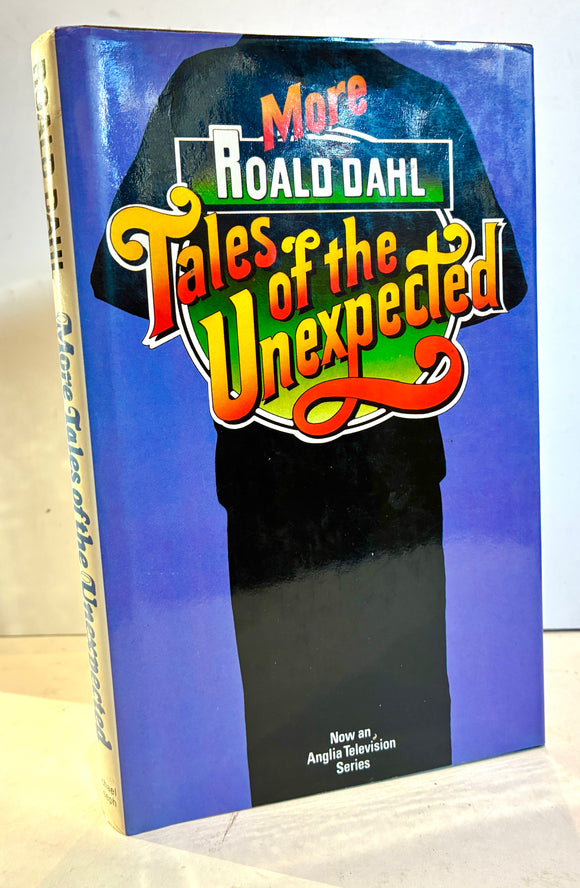 More
ROALD DAHL
Tales of the
Unexpected
Now an
Anglia Television
Series
ROALD DAHL
More Tales of the Unexpected